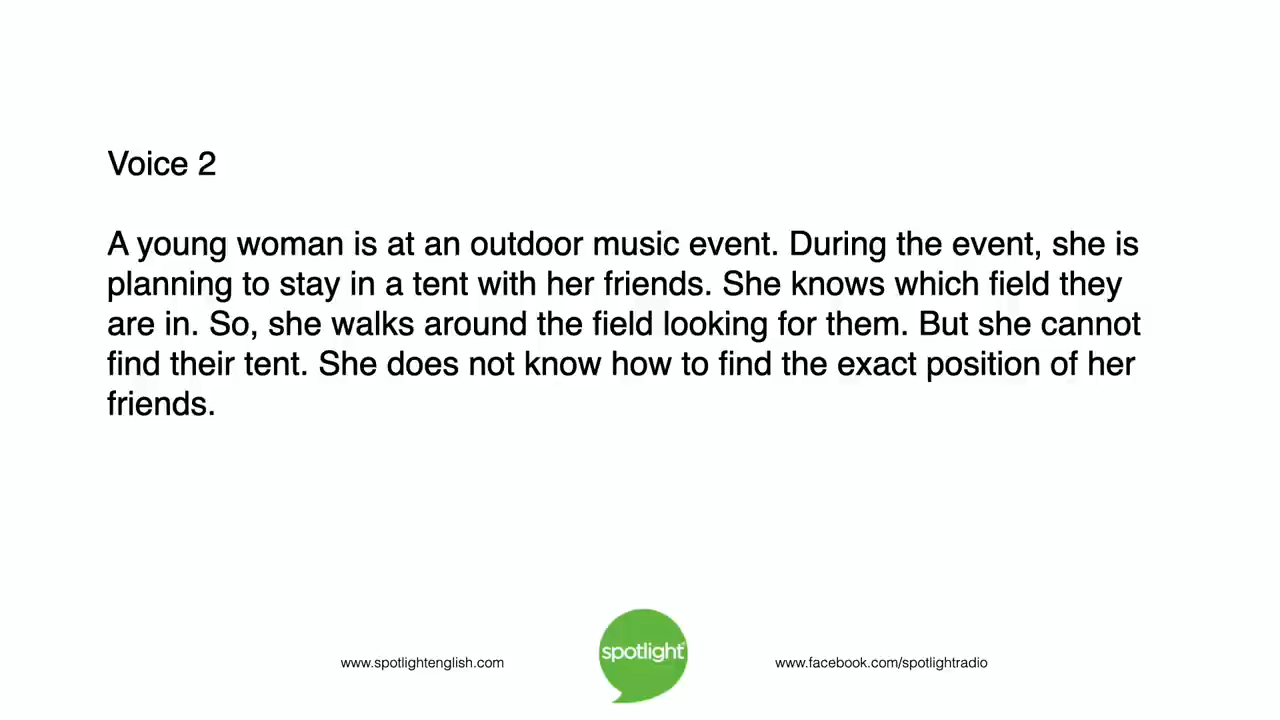 Voice 2
A young woman is at an outdoor music event. During the event, she is
planning to stay in a tent with her friends. She knows which field they
are in. So, she walks around the field looking for them. But she cannot
find their tent. She does not know how to find the exact position of her
friends.
spotlight
www.spotlightenglish.com
www.facebook.com/spotlightradio